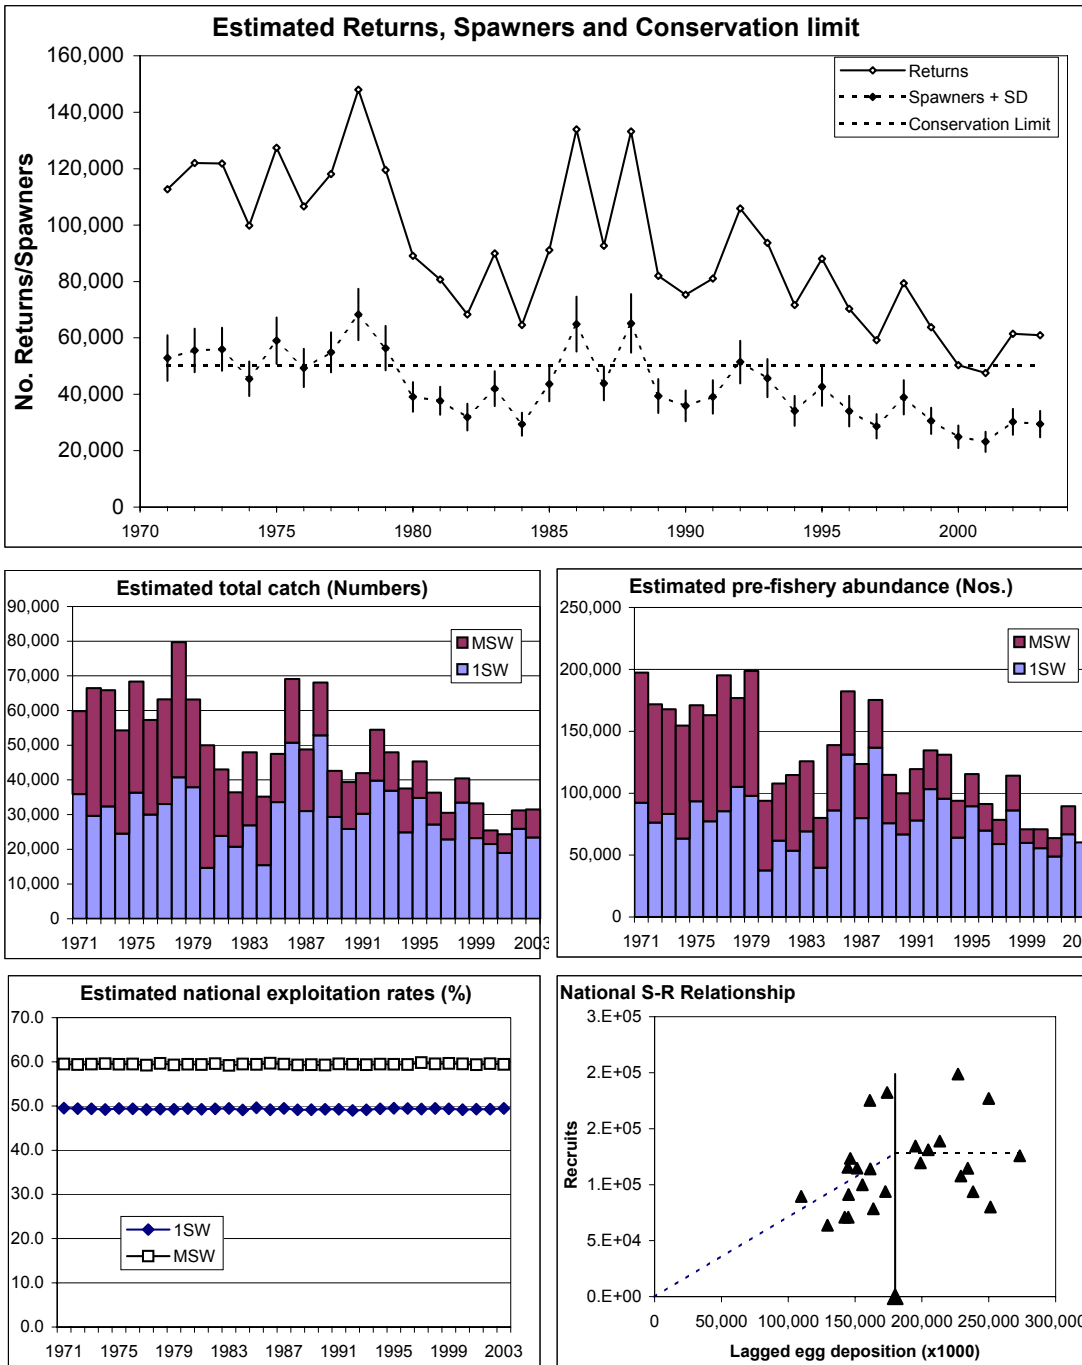 Estimated Returns, Spawners and Conservation limit
160,000
140,000
120,000
100,000
80,000
60,000
40,000
20,000
0
No. Returns/Spawners
Returns
Spawners + SD
Conservation Limit
1970 1975 1980 1985 1990 1995 2000
Estimated total catch (Numbers)
90,000
80,000
70,000
60,000
50,000
40,000
30,000
20,000
10,000
0
MSW
1SW
1971 1975 1979 1983 1987 1991 1995 1999 2003
Estimated pre-fishery abundance (Nos.)
250,000
200,000
150,000
100,000
50,000
0
MSW
1SW
1971 1975 1979 1983 1987 1991 1995 1999 20
Estimated national exploitation rates (%)
70.0
60.0
50.0
40.0
30.0
20.0
10.0
0.0
1SW
MSW
1971 1975 1979 1983 1987 1991 1995 1999 2003
National S-R Relationship
3.E+05
2.E+05
2.E+05
1.E+05
5.E+04
0.E+00
Recruits
0 50,000 100,000 150,000 200,000 250,000 300,000
Lagged egg deposition (x1000)